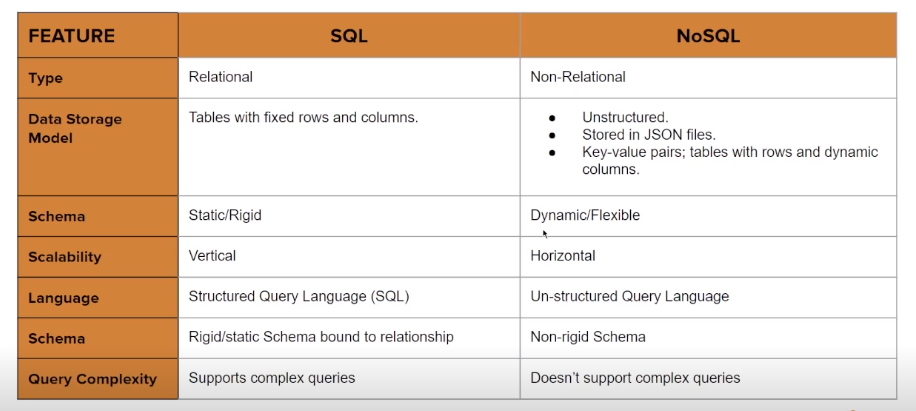 FEATURE SQL NoSQL
Type Relational Non-Relational
Data Storage Tables with fixed rows and columns. ● Unstructured.
Model ● Stored in JSON files.
● Key-value pairs; tables with rows and dynamic
columns.
Schema Static/Rigid Dynamic/Flexible
Scalability Vertical Horizontal
Language Structured Query Language (SQL) Un-structured Query Language
Schema Rigid/static Schema bound to relationship Non-rigid Schema
Query Complexity Supports complex queries Doesn't support complex queries